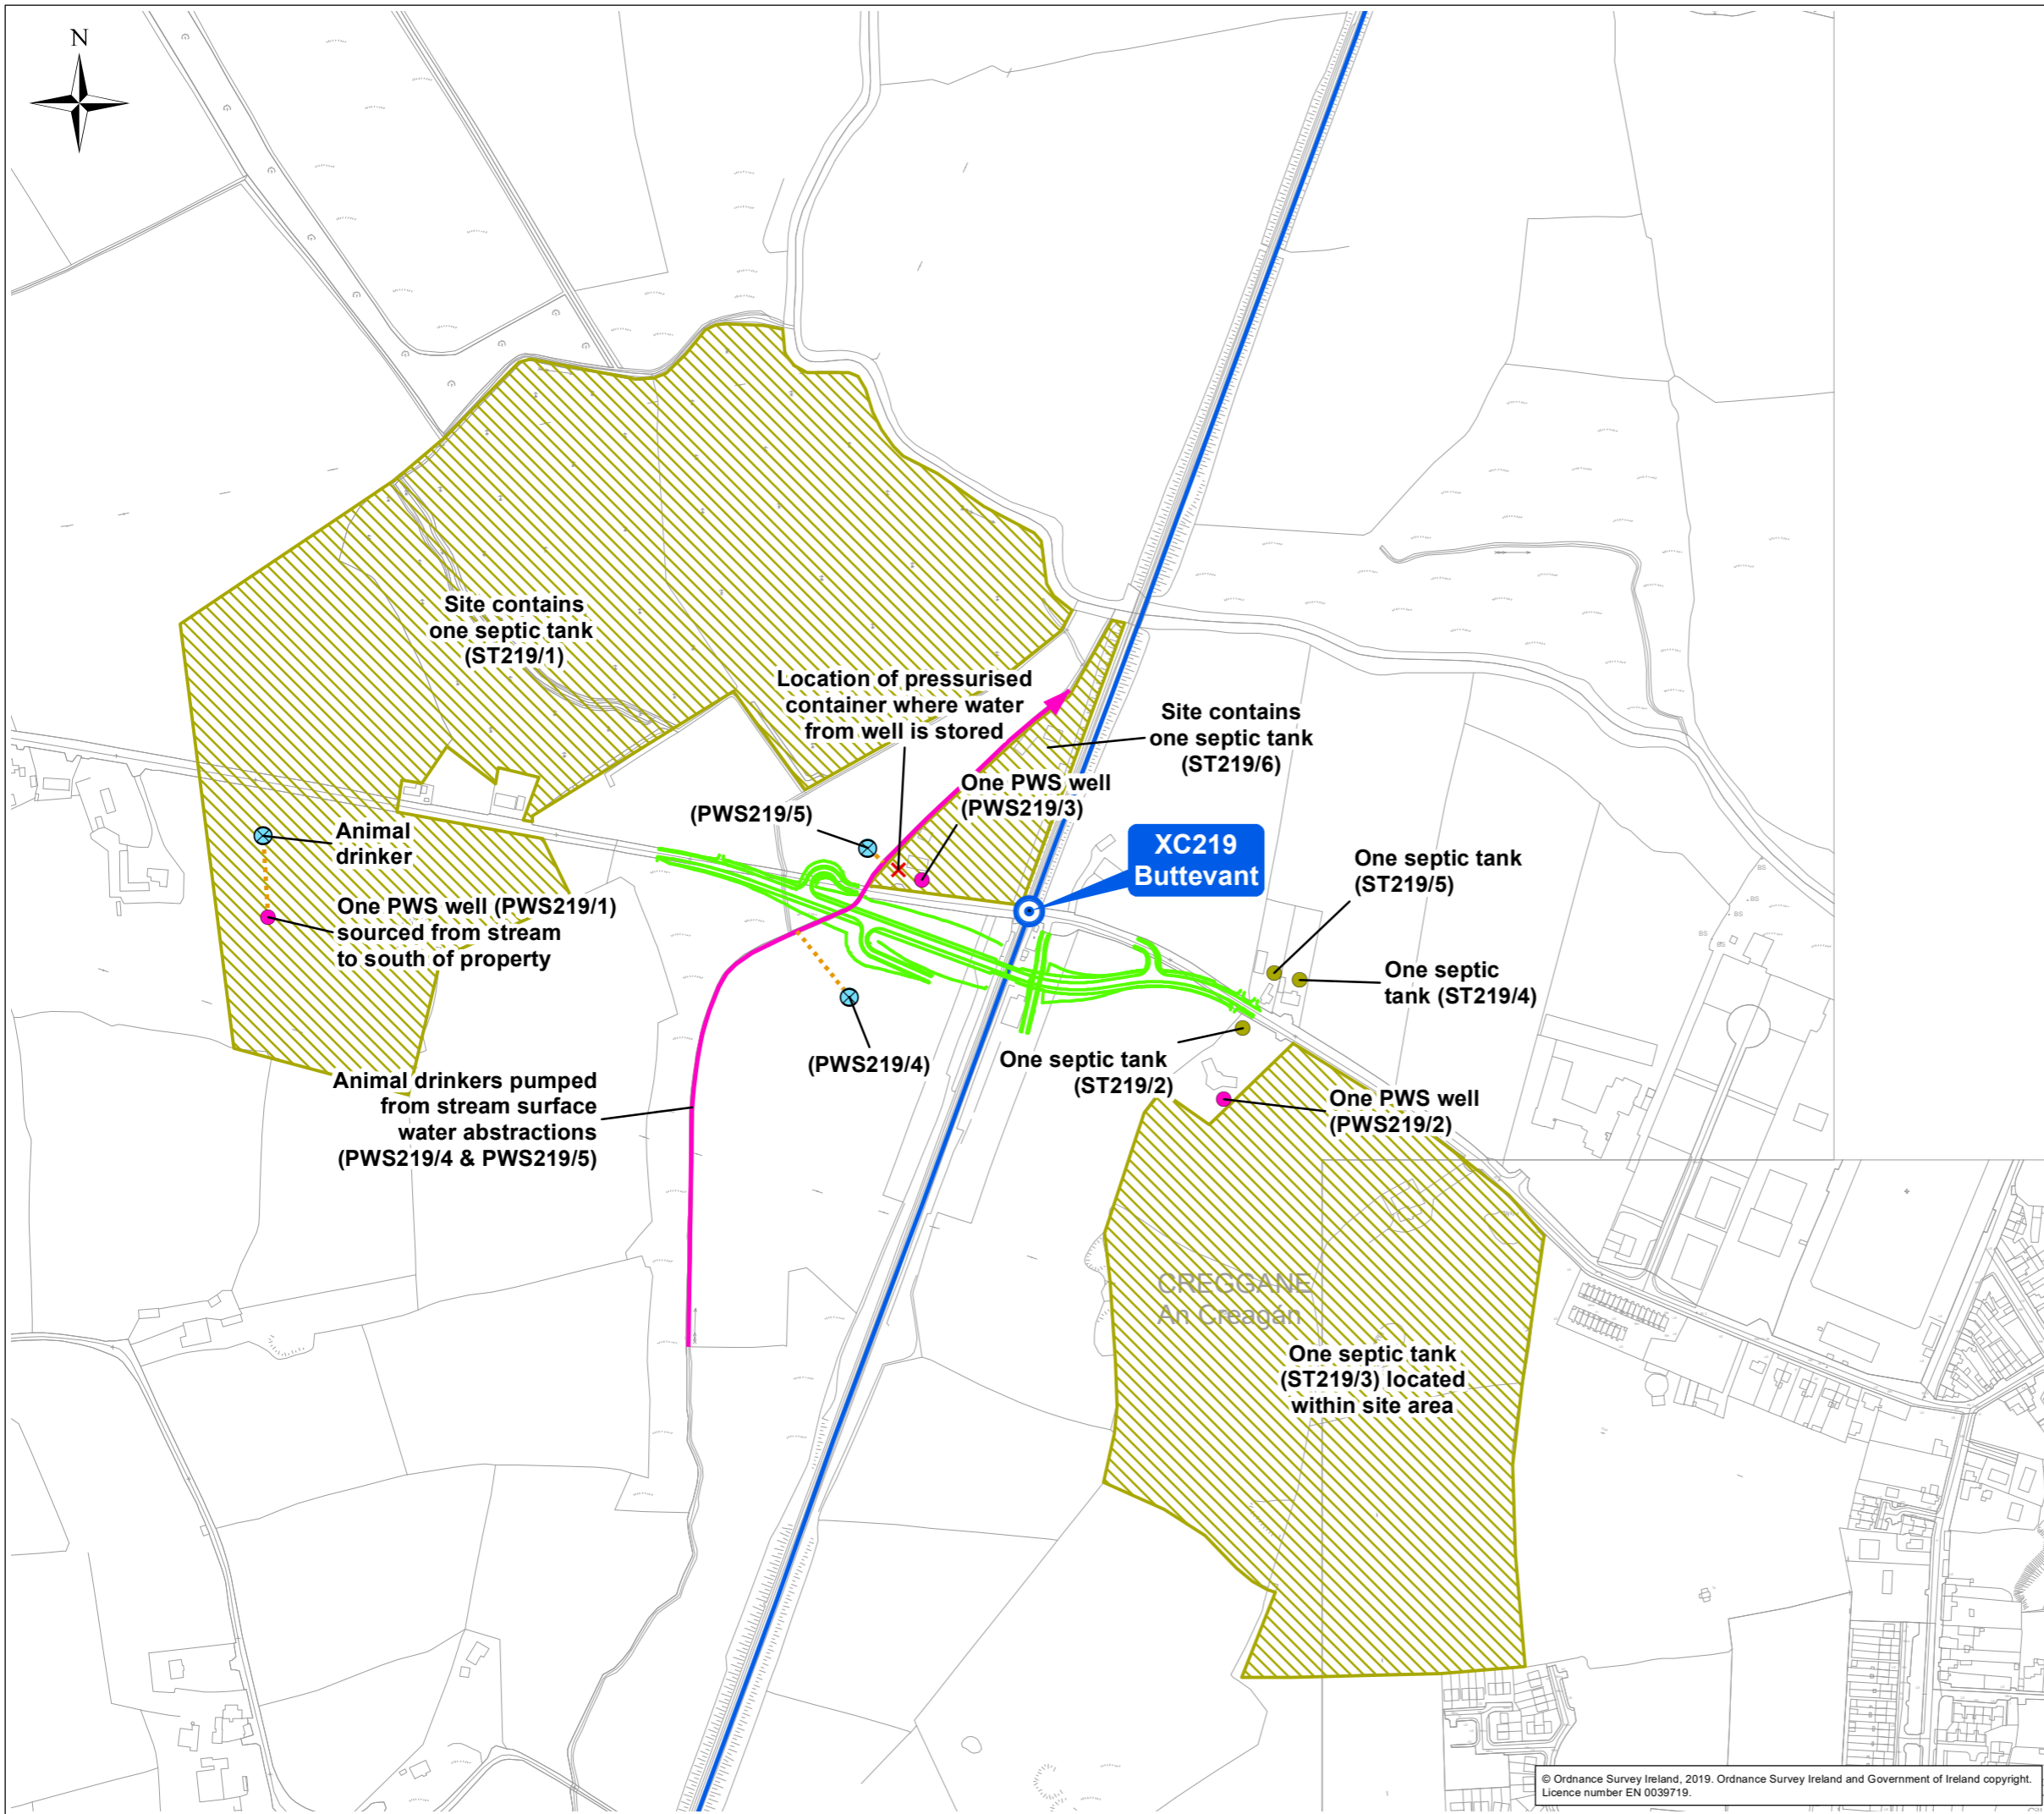 N
Site contains
one septic tank
(ST219/1)
Location of pressurised
container where water
from well is stored
Site contains
one septic tank
(ST219/6)
One PWS well
(PWS219/3)
(PWS219/5)
Animal
drinker
XC219
Buttevant
One septic tank
(ST219/5)
One PWS well (PWS219/1)
sourced from stream
to south of property
One septic
tank (ST219/4)
(PWS219/4)
One septic tank
(ST219/2)
Animal drinkers pumped
from stream surface
water abstractions
(PWS219/4 & PWS219/5)
One PWS well
(PWS219/2)
CREGGANE
An Creagán
One septic tank
(ST219/3) located
within site area
© Ordnance Survey Ireland, 2019. Ordnance Survey Ireland and Government of Ireland copyright.
Licence number EN 0039719.